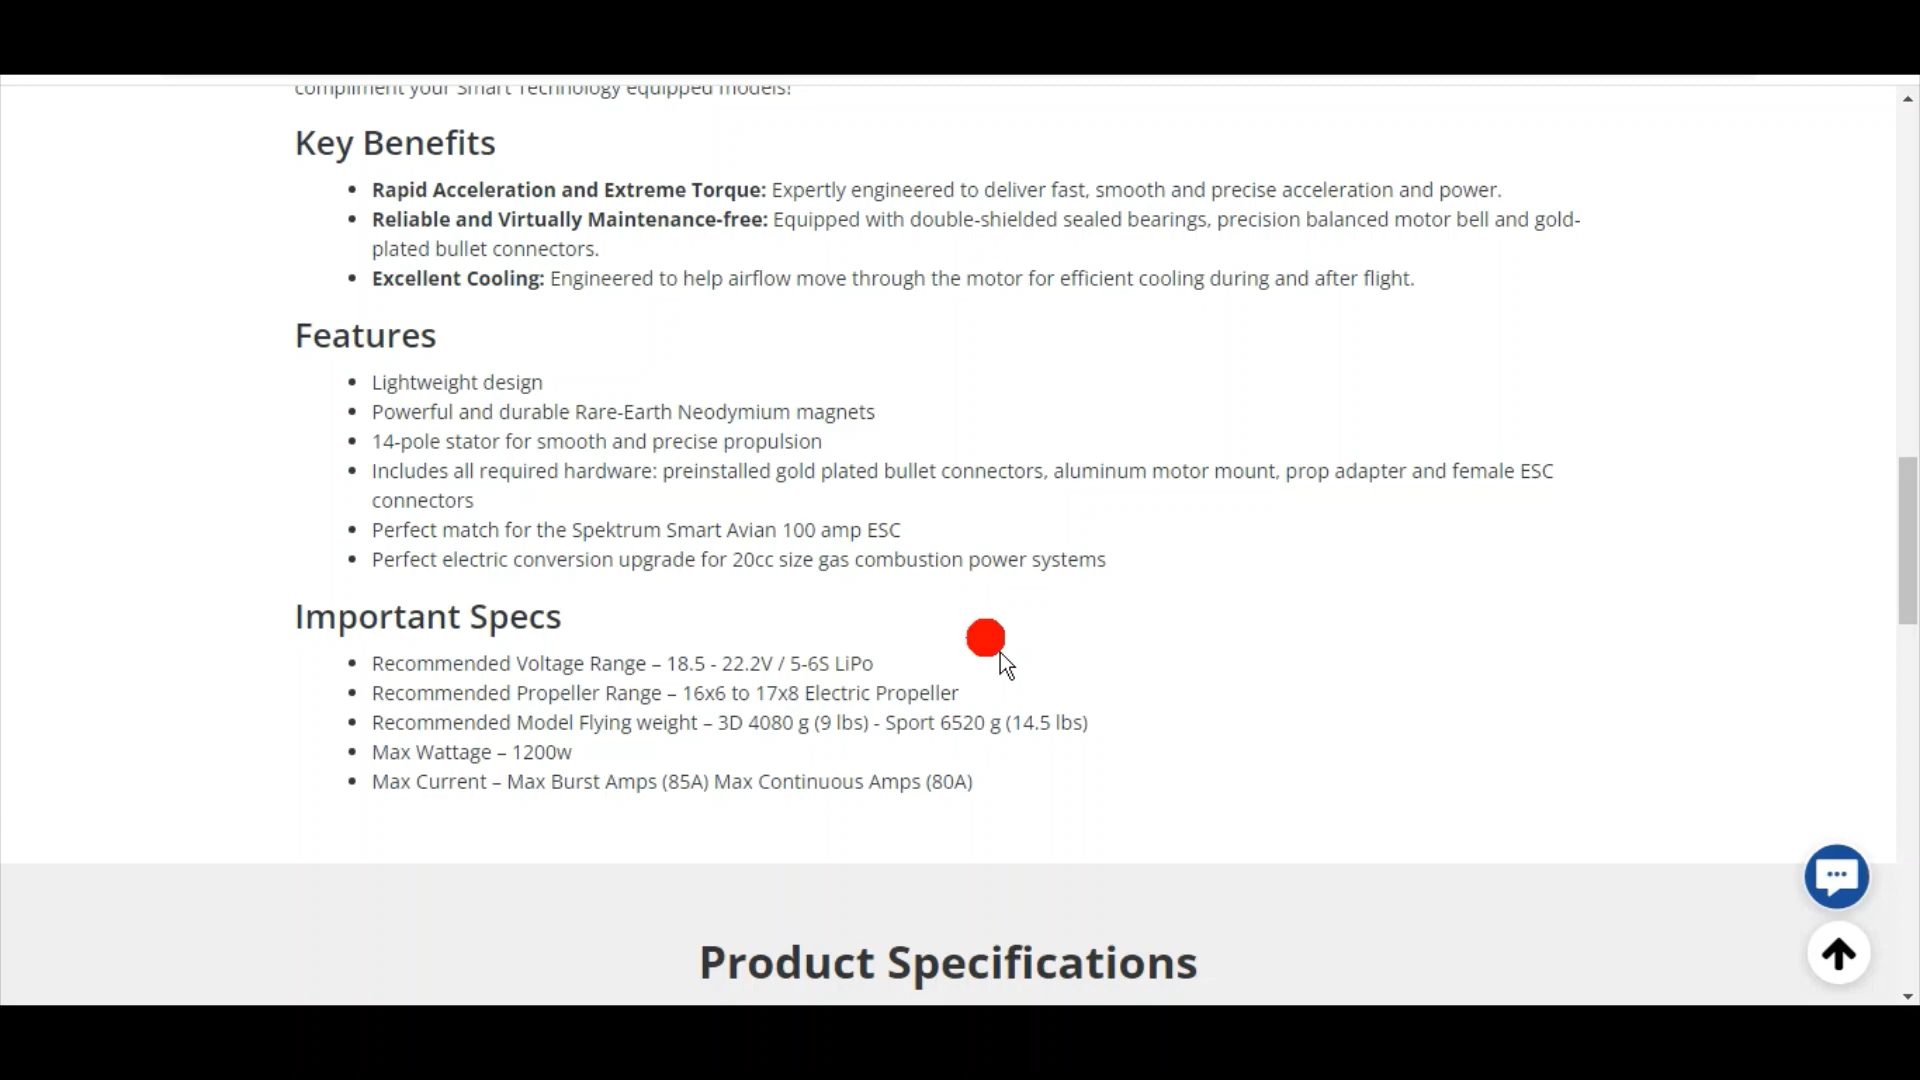 compliment your Smart Technology equipped models!
Key Benefits
Rapid Acceleration and Extreme Torque: Expertly engineered to deliver fast, smooth and precise acceleration and power.
Reliable and Virtually Maintenance-free: Equipped with double-shielded sealed bearings, precision balanced motor bell and gold-
plated bullet connectors.
Excellent Cooling: Engineered to help airflow move through the motor for efficient cooling during and after flight.
Features
Lightweight design
Powerful and durable Rare-Earth Neodymium magnets
14-pole stator for smooth and precise propulsion
Includes all required hardware: preinstalled gold plated bullet connectors, aluminum motor mount, prop adapter and female ESC
connectors
Perfect match for the Spektrum Smart Avian 100 amp ESC
Perfect electric conversion upgrade for 20cc size gas combustion power systems
Important Specs
Recommended Voltage Range – 18.5 - 22.2V / 5-6S LiPo
Recommended Propeller Range – 16x6 to 17x8 Electric Propeller
Recommended Model Flying weight – 3D 4080 g (9 lbs) - Sport 6520 g (14.5 lbs)
Max Wattage – 1200w
Max Current – Max Burst Amps (85A) Max Continuous Amps (80A)
Product Specifications